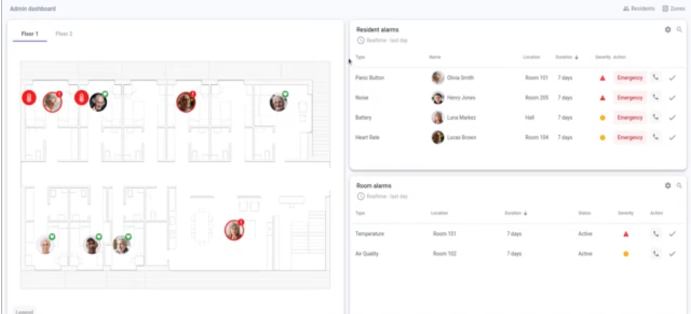 Admin dashboard
Residents
Zones
Floor 1
Floor 2
Legend
Resident alarms
Realtime - last day
Type Name Location Duration Severity Action
Panic Button Olivia Smith Room 101 7 days Emergency
Noise Henry Jones Room 205 7 days Emergency
Battery Luna Markez Hall 7 days Emergency
Heart Rate Lucas Brown Room 104 7 days Emergency
Room alarms
Realtime - last day
Type Location Duration Status Severity Action
Temperature Room 101 7 days Active
Air Quality Room 102 7 days Active